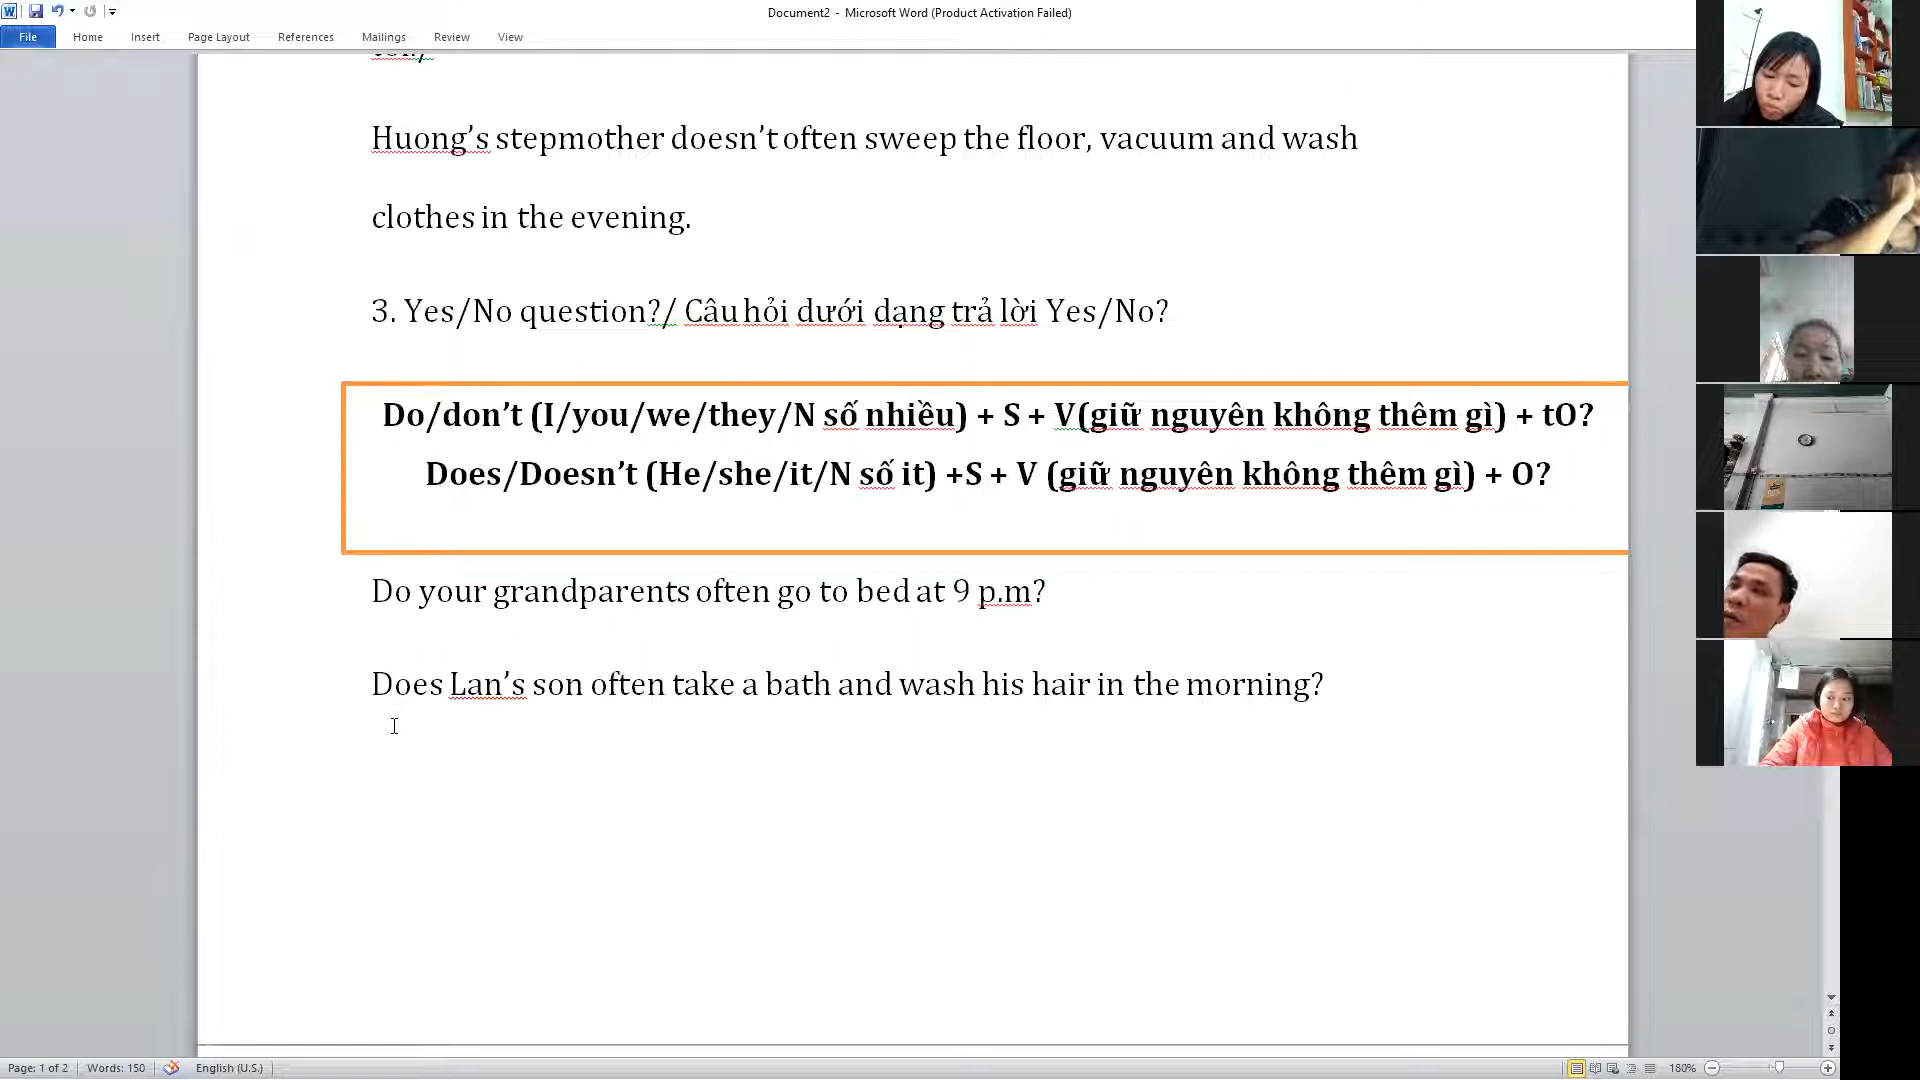 Document2 - Microsoft Word (Product Activation Failed)
File Home Insert Page Layout References Mailings Review View
Huong’s stepmother doesn’t often sweep the floor, vacuum and wash
clothes in the evening.
3. Yes/No question?/ Câu hỏi dưới dạng trả lời Yes/No?
Do/don’t (I/you/we/they/N số nhiều) + S + V(giữ nguyên không thêm gì) + tO?
Does/Doesn’t (He/she/it/N số it) +S + V (giữ nguyên không thêm gì) + O?
Do your grandparents often go to bed at 9 p.m?
Does Lan’s son often take a bath and wash his hair in the morning?
Page: 1 of 2 Words: 150 English (U.S.) 180%